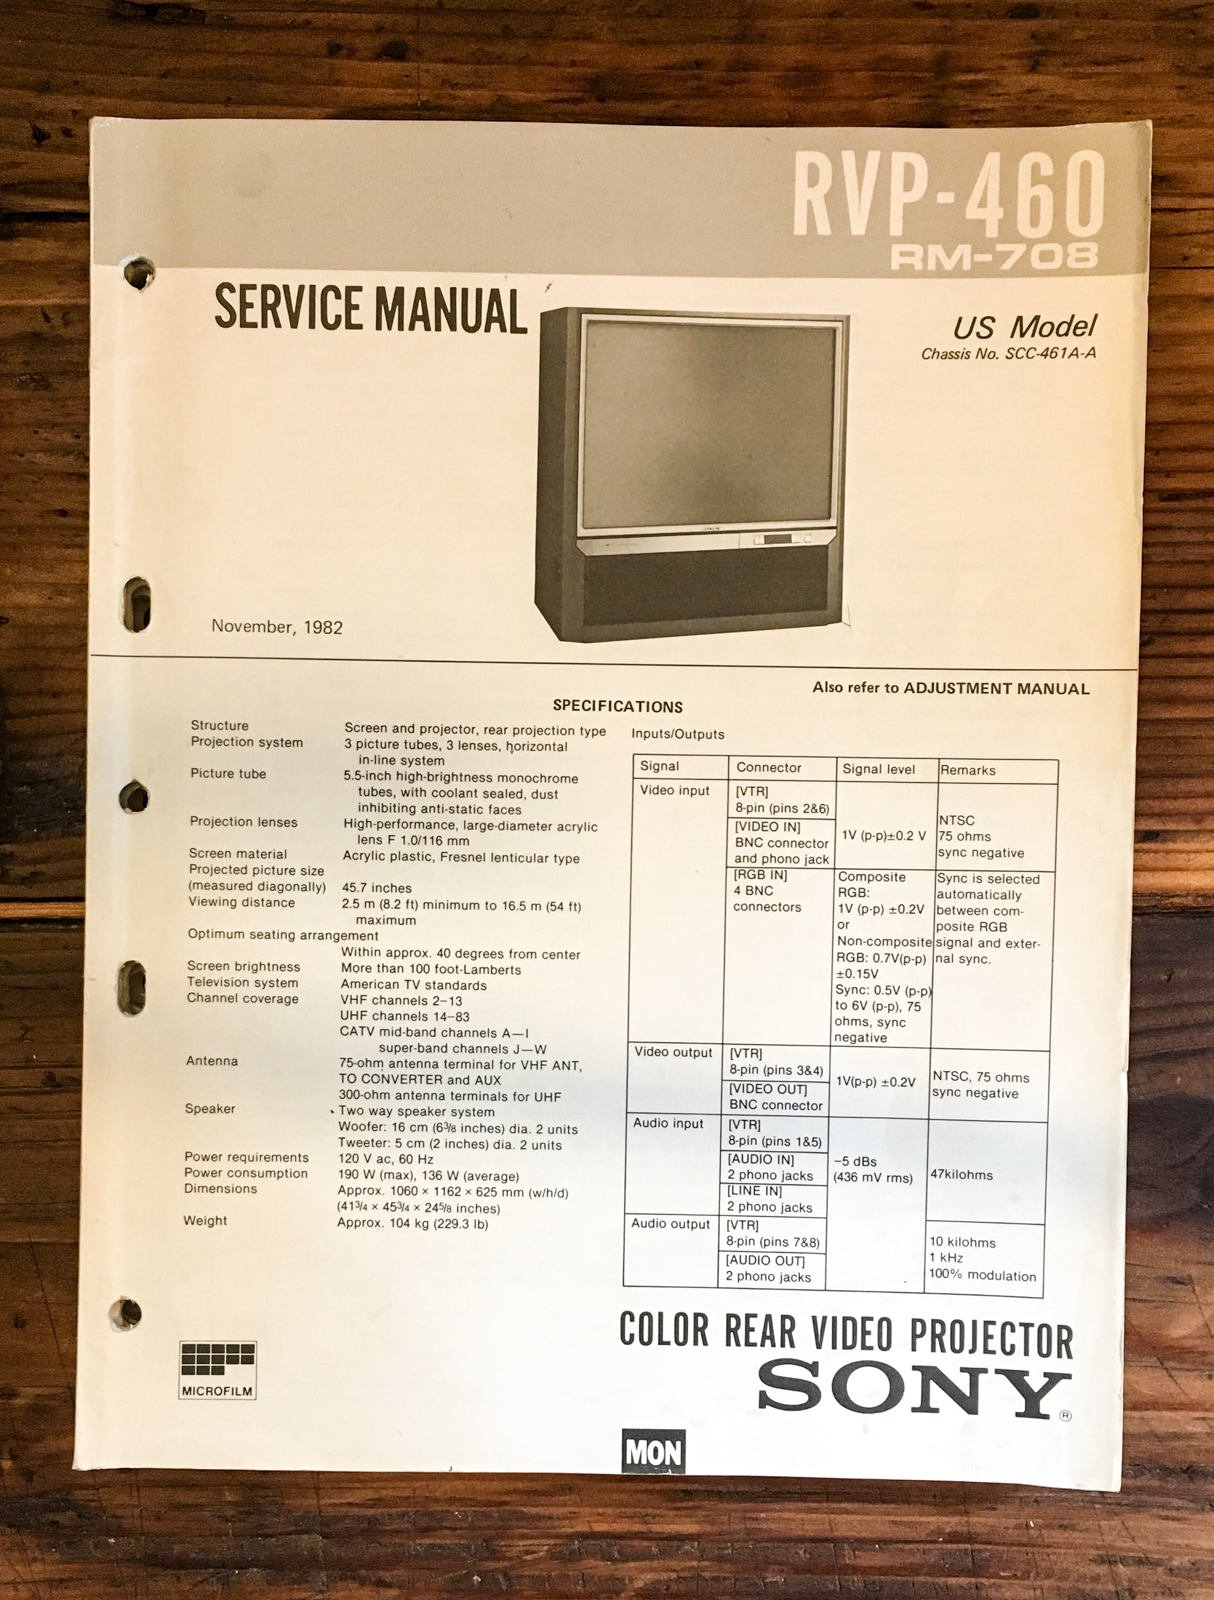 RVP-460
RM-708
SERVICE MANUAL
US Model
Chassis No. SCC-461A-A
November, 1982
Also refer to ADJUSTMENT MANUAL
SPECIFICATIONS
Structure Screen and projector, rear projection type
Projection system 3 picture tubes, 3 lenses, horizontal
in-line system
Picture tube 5.5-inch high-brightness monochrome
tubes, with coolant sealed, dust
inhibiting anti-static faces
Projection lenses High-performance, large-diameter acrylic
lens F 1.0/116 mm
Screen material Acrylic plastic, Fresnel lenticular type
Projected picture size
(measured diagonally) 45.7 inches
Viewing distance 2.5 m (8.2 ft) minimum to 16.5 m (54 ft)
maximum
Optimum seating arrangement
Within approx. 40 degrees from center
Screen brightness More than 100 foot-Lamberts
Television system American TV standards
Channel coverage VHF channels 2–13
UHF channels 14–83
CATV mid-band channels A—I
super-band channels J—W
Antenna 75-ohm antenna terminal for VHF ANT,
TO CONVERTER and AUX
300-ohm antenna terminals for UHF
Speaker Two way speaker system
Woofer: 16 cm (6 3/8 inches) dia. 2 units
Tweeter: 5 cm (2 inches) dia. 2 units
Power requirements 120 V ac, 60 Hz
Power consumption 190 W (max), 136 W (average)
Dimensions Approx. 1060 × 1162 × 625 mm (w/h/d)
(41 3/4 × 45 3/4 × 24 5/8 inches)
Weight Approx. 104 kg (229.3 lb)
Inputs/Outputs
Signal Connector Signal level Remarks
Video input
[VTR]
8-pin (pins 2&6)
[VIDEO IN]
BNC connector
and phono jack
1V (p-p)±0.2 V
NTSC
75 ohms
sync negative
[RGB IN]
4 BNC
connectors
Composite
RGB:
1V (p-p) ±0.2V
or
Non-composite
RGB: 0.7V(p-p)
±0.15V
Sync: 0.5V (p-p)
to 6V (p-p), 75
ohms, sync
negative
Sync is selected
automatically
between com-
posite RGB
signal and exter-
nal sync.
Video output
[VTR]
8-pin (pins 3&4)
[VIDEO OUT]
BNC connector
1V(p-p) ±0.2V
NTSC, 75 ohms
sync negative
Audio input
[VTR]
8-pin (pins 1&5)
[AUDIO IN]
2 phono jacks
[LINE IN]
2 phono jacks
−5 dBs
(436 mV rms)
47kilohms
Audio output
[VTR]
8-pin (pins 7&8)
[AUDIO OUT]
2 phono jacks
10 kilohms
1 kHz
100% modulation
COLOR REAR VIDEO PROJECTOR
SONY®
MICROFILM
MON